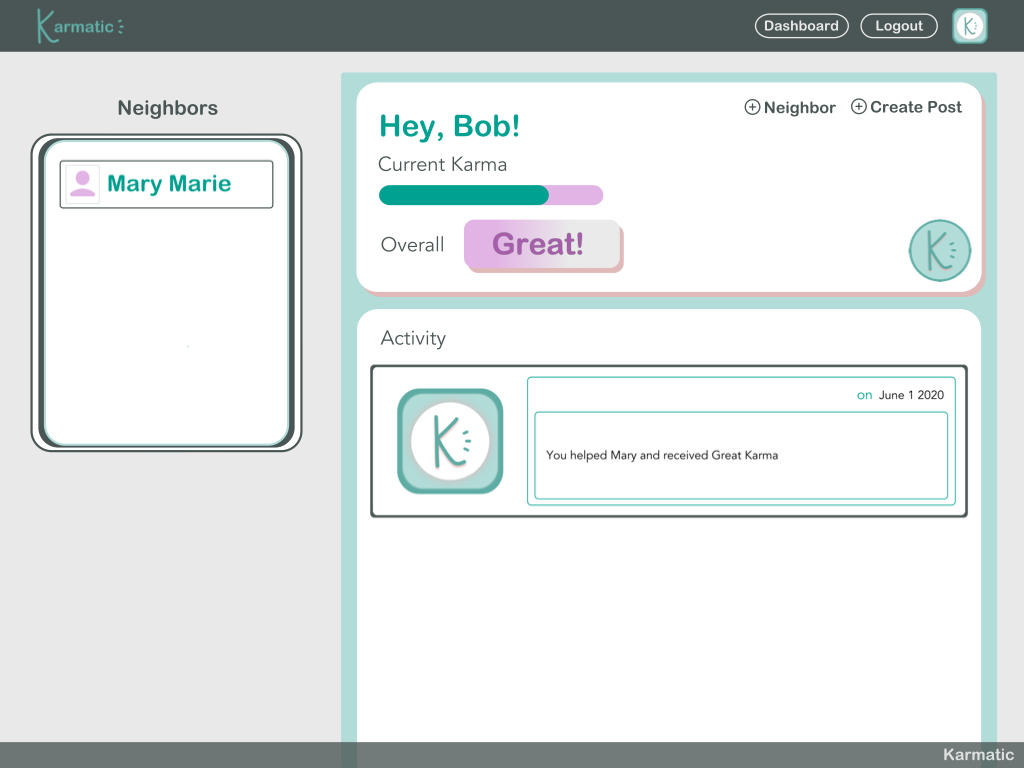 Karmatic
Dashboard
Logout
K
Neighbors
Mary Marie
Neighbor
Create Post
Hey, Bob!
Current Karma
Overall
Great!
K
Activity
K
on June 1 2020
You helped Mary and received Great Karma
Karmatic